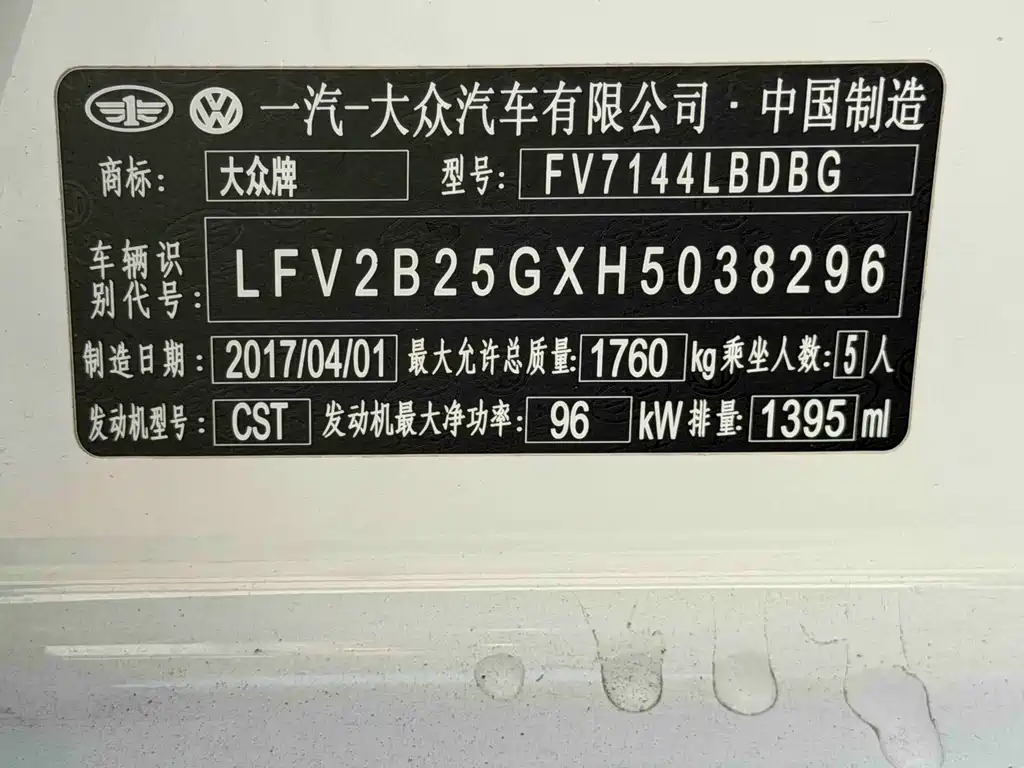 一汽-大众汽车有限公司·中国制造
商标: 大众牌 型号: FV7144LBDBG
车辆识别代号: LFV2B25GXH5038296
制造日期: 2017/04/01 最大允许总质量: 1760 kg 乘坐人数: 5 人
发动机型号: CST 发动机最大净功率: 96 kW 排量: 1395 ml